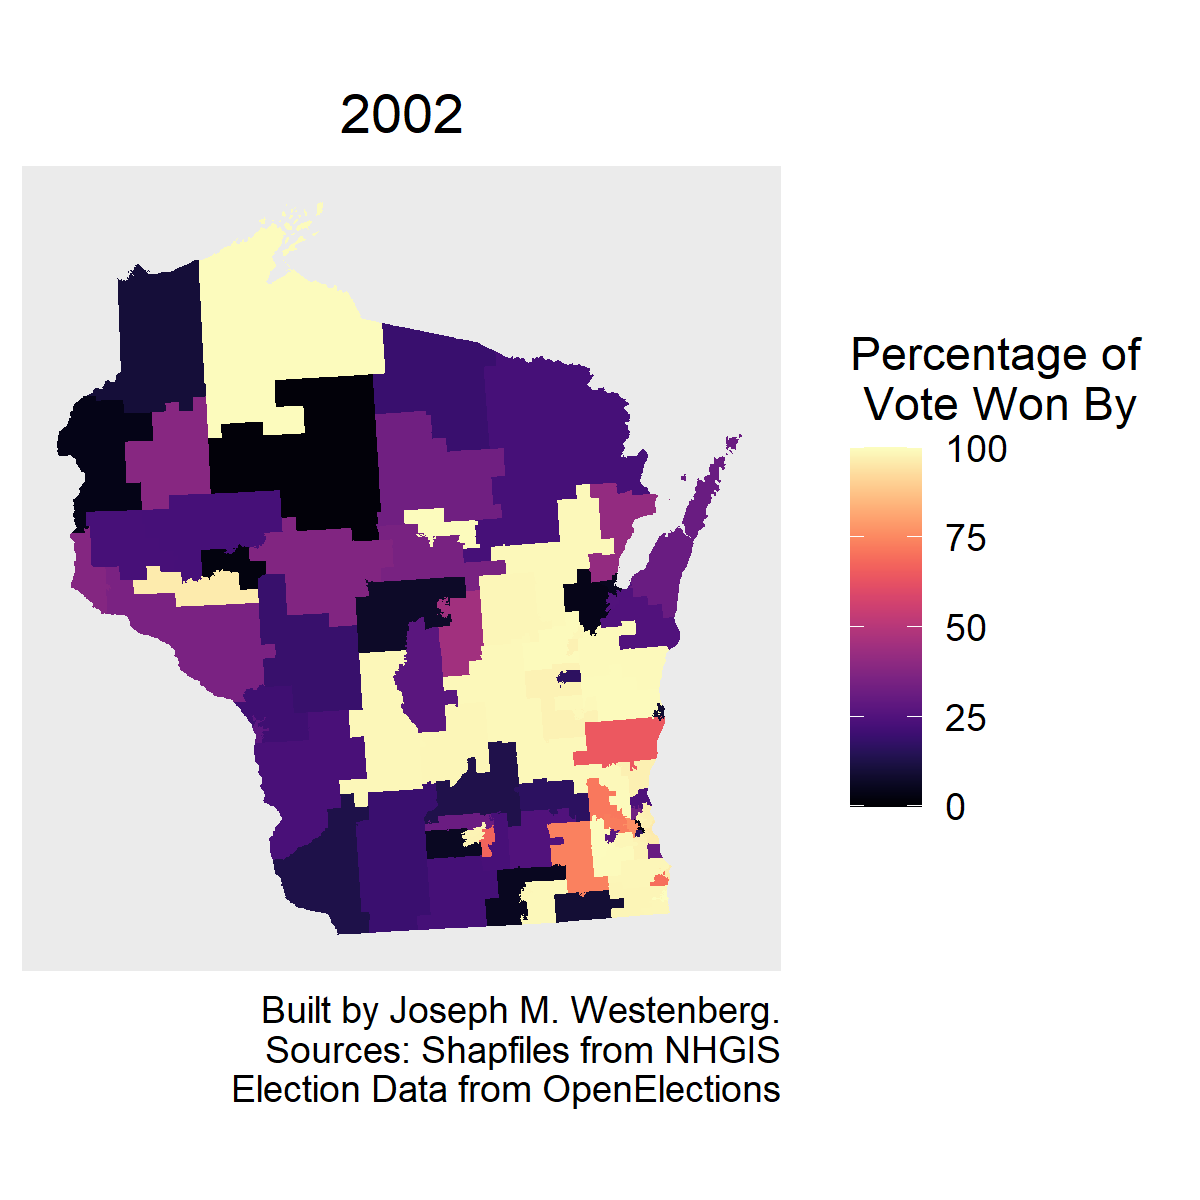 2002
Percentage of
Vote Won By
100
75
50
25
0
Built by Joseph M. Westenberg.
Sources: Shapfiles from NHGIS
Election Data from OpenElections